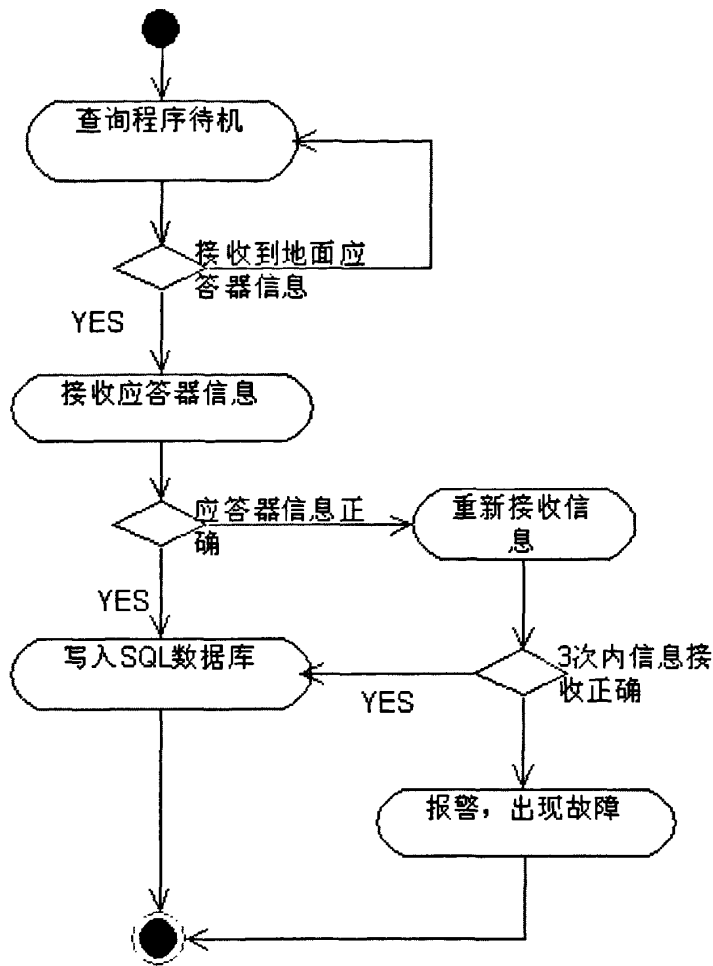 查询程序待机
接收到地面应
答器信息
YES
接收应答器信息
应答器信息正
确
重新接收信
息
YES
写入SQL数据库
3次内信息接
收正确
YES
报警，出现故障